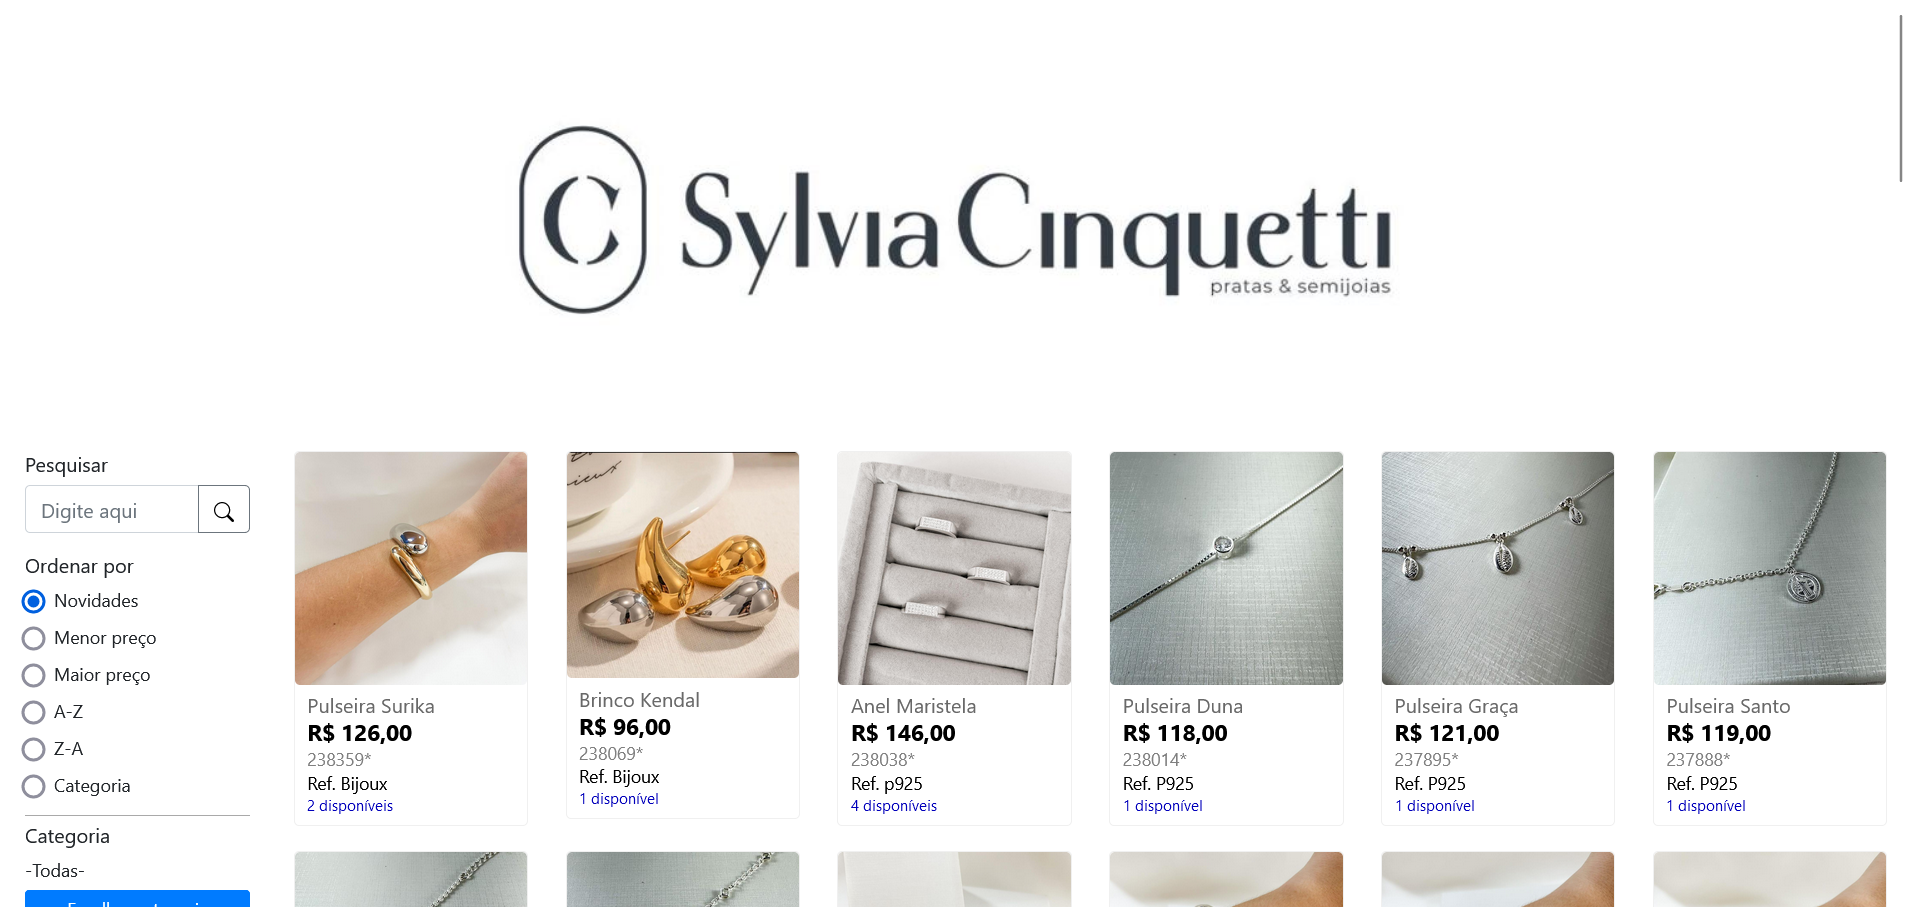 Sylvia Cinquetti
pratas & semijoias
Pesquisar
Digite aqui
Ordenar por
Novidades
Menor preço
Maior preço
A-Z
Z-A
Categoria
Categoria
-Todas-
Pulseira Surika
R$ 126,00
238359*
Ref. Bijoux
2 disponíveis
Brinco Kendal
R$ 96,00
238069*
Ref. Bijoux
1 disponível
Anel Maristela
R$ 146,00
238038*
Ref. p925
4 disponíveis
Pulseira Duna
R$ 118,00
238014*
Ref. P925
1 disponível
Pulseira Graça
R$ 121,00
237895*
Ref. P925
1 disponível
Pulseira Santo
R$ 119,00
237888*
Ref. P925
1 disponível